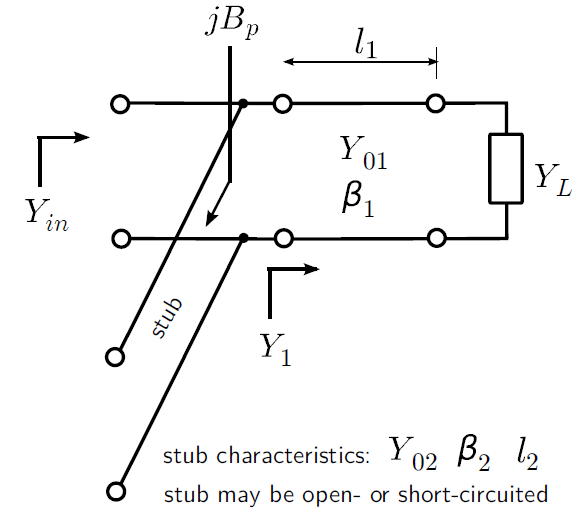 jB_p
l_1
Y_01
β_1
Y_L
Y_in
stub
Y_1
stub characteristics: Y_02 β_2 l_2
stub may be open- or short-circuited